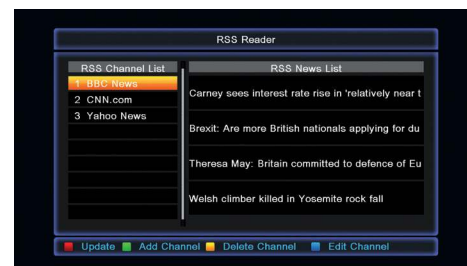 RSS Reader
RSS Channel List
1 BBC News
2 CNN.com
3 Yahoo News
RSS News List
Carney sees interest rate rise in 'relatively near t
Brexit: Are more British nationals applying for du
Theresa May: Britain committed to defence of Eu
Welsh climber killed in Yosemite rock fall
Update Add Channel Delete Channel Edit Channel